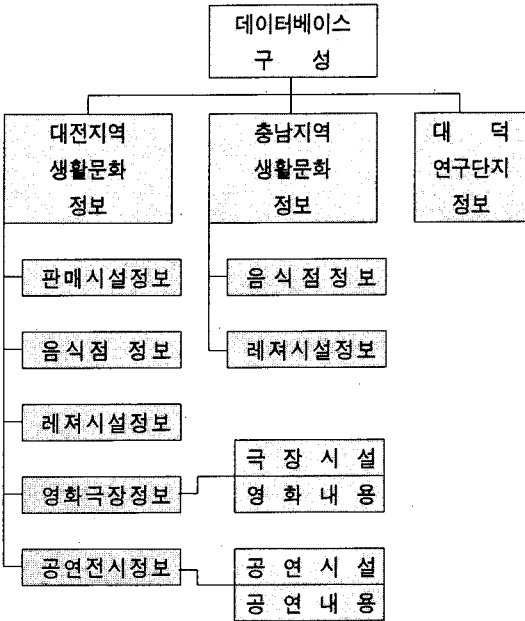 데이터베이스
구 성
대전지역
생활문화
정보
충남지역
생활문화
정보
대 덕
연구단지
정보
판매시설정보
음식점 정보
레져시설정보
영화극장정보
공연전시정보
음식점정보
레져시설정보
극장시설
영화내용
공연시설
공연내용